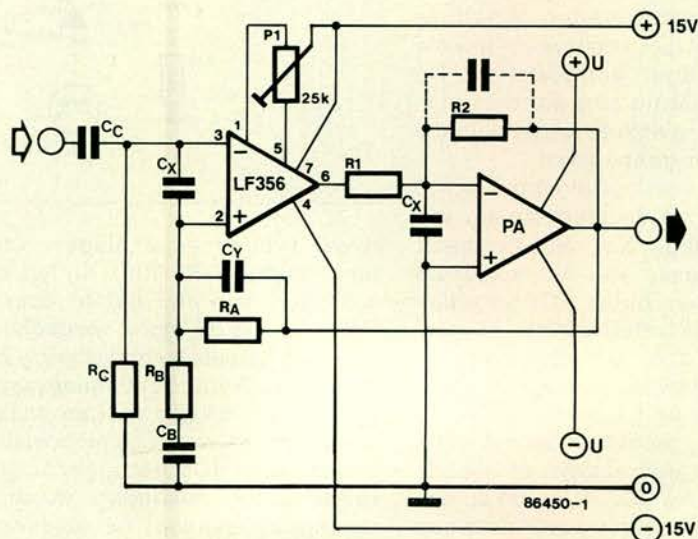 P1
25k
+ 15V
+ U
CC
3
1
5
7
6
4
2
−
+
LF356
CX
CY
RA
RC
RB
CB
R1
R2
CX
−
+
PA
− U
0
86450-1
− 15V